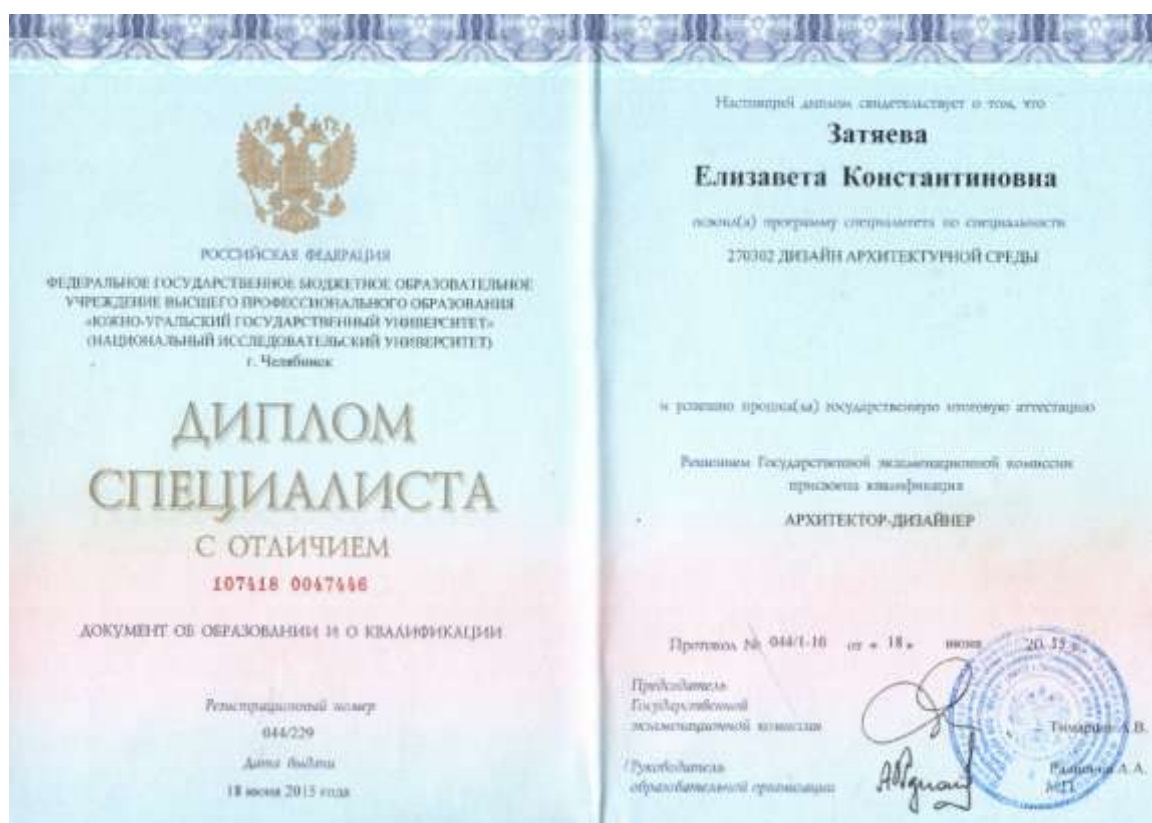 РОССИЙСКАЯ ФЕДЕРАЦИЯ
ФЕДЕРАЛЬНОЕ ГОСУДАРСТВЕННОЕ БЮДЖЕТНОЕ ОБРАЗОВАТЕЛЬНОЕ
УЧРЕЖДЕНИЕ ВЫСШЕГО ПРОФЕССИОНАЛЬНОГО ОБРАЗОВАНИЯ
«ЮЖНО-УРАЛЬСКИЙ ГОСУДАРСТВЕННЫЙ УНИВЕРСИТЕТ»
(НАЦИОНАЛЬНЫЙ ИССЛЕДОВАТЕЛЬСКИЙ УНИВЕРСИТЕТ)
г. Челябинск
ДИПЛОМ
СПЕЦИАЛИСТА
С ОТЛИЧИЕМ
107418 0047446
ДОКУМЕНТ ОБ ОБРАЗОВАНИИ И О КВАЛИФИКАЦИИ
Регистрационный номер
044/229
Дата выдачи
18 июня 2015 года
Настоящий диплом свидетельствует о том, что
Затяева
Елизавета Константиновна
освоил(а) программу специалитета по специальности
270302 ДИЗАЙН АРХИТЕКТУРНОЙ СРЕДЫ
и успешно прошел(ла) государственную итоговую аттестацию
Решением Государственной экзаменационной комиссии
присвоена квалификация
АРХИТЕКТОР-ДИЗАЙНЕР
Протокол № 044/1-10 от « 18 » июня 20 15 г.
Председатель
Государственной
экзаменационной комиссии
А.В.
Руководитель
образовательной организации
А.А.
М.П.